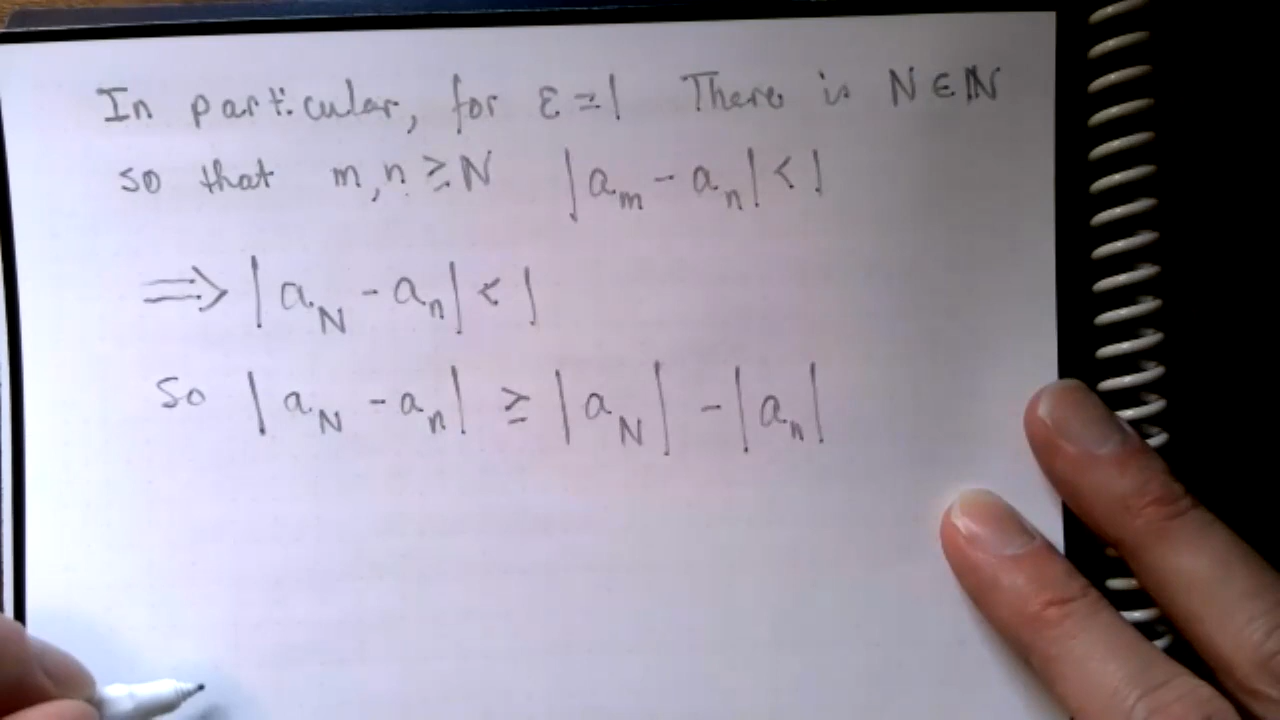 In particular, for ε = 1 There is N ∈ ℕ
so that m, n ≥ N |a_m - a_n| < 1
⟹ |a_N - a_n| < 1
So |a_N - a_n| ≥ |a_N| - |a_n|